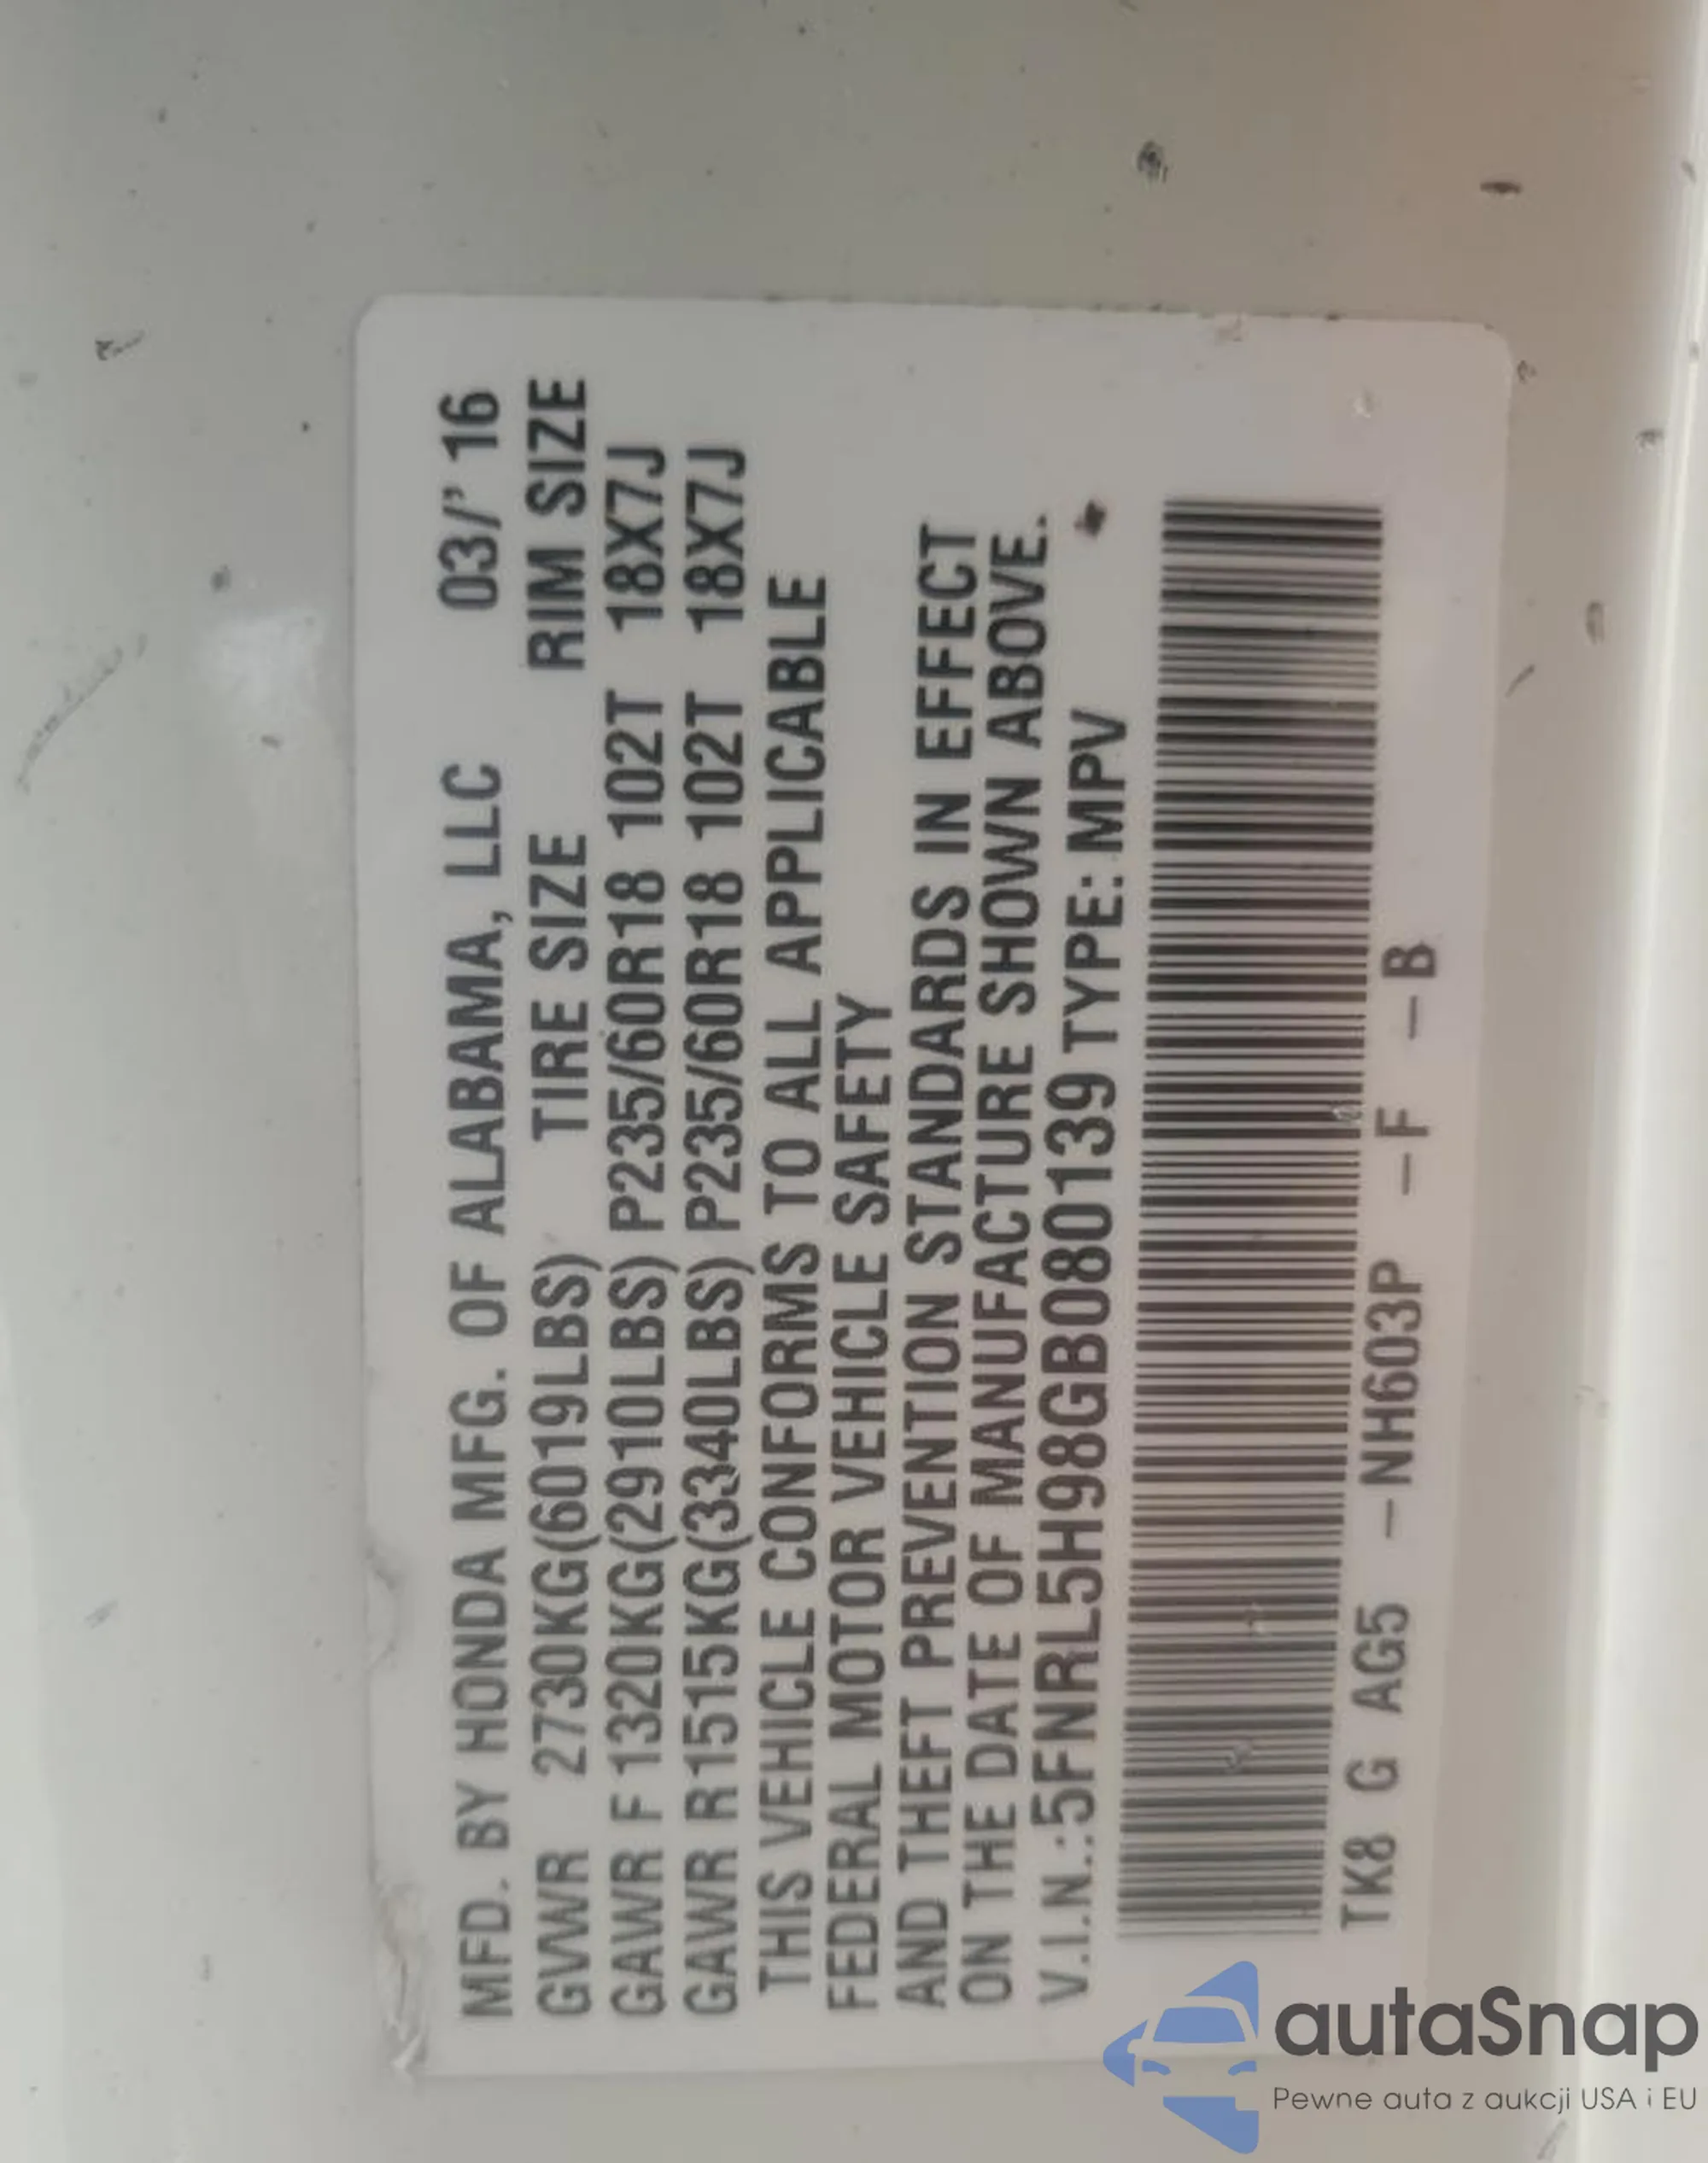 MFD. BY HONDA MFG. OF ALABAMA, LLC 03/'16
GVWR 2730KG(6019LBS) TIRE SIZE RIM SIZE
GAWR F 1320KG(2910LBS) P235/60R18 102T 18X7J
GAWR R1515KG(3340LBS) P235/60R18 102T 18X7J
THIS VEHICLE CONFORMS TO ALL APPLICABLE
FEDERAL MOTOR VEHICLE SAFETY
AND THEFT PREVENTION STANDARDS IN EFFECT
ON THE DATE OF MANUFACTURE SHOWN ABOVE.
V.I.N.:5FNRL5H98GB080139 TYPE: MPV
TK8 G AG5 –NH603P –F –B
autaSnap
Pewne auta z aukcji USA i EU